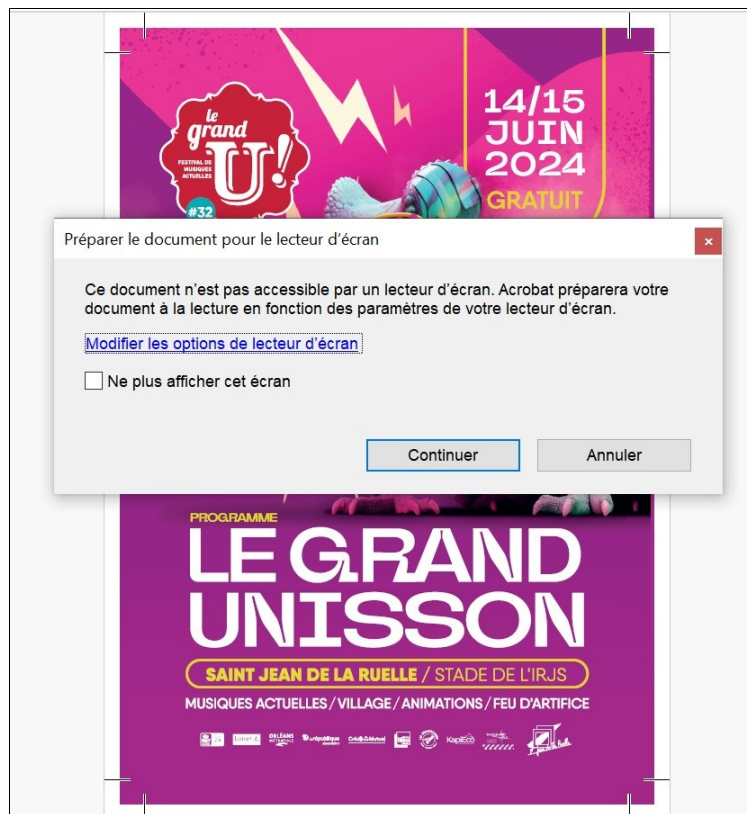 le
grand
U!
FESTIVAL DE
MUSIQUES
ACTUELLES
#32
14/15
JUIN
2024
GRATUIT
Préparer le document pour le lecteur d'écran
×
Ce document n'est pas accessible par un lecteur d'écran. Acrobat préparera votre
document à la lecture en fonction des paramètres de votre lecteur d'écran.
Modifier les options de lecteur d'écran
Ne plus afficher cet écran
Continuer
Annuler
PROGRAMME
LE GRAND
UNISSON
SAINT JEAN DE LA RUELLE / STADE DE L'IRJS
MUSIQUES ACTUELLES / VILLAGE / ANIMATIONS / FEU D'ARTIFICE
ORLÉANS
Crédit Mutuel
KapiEco